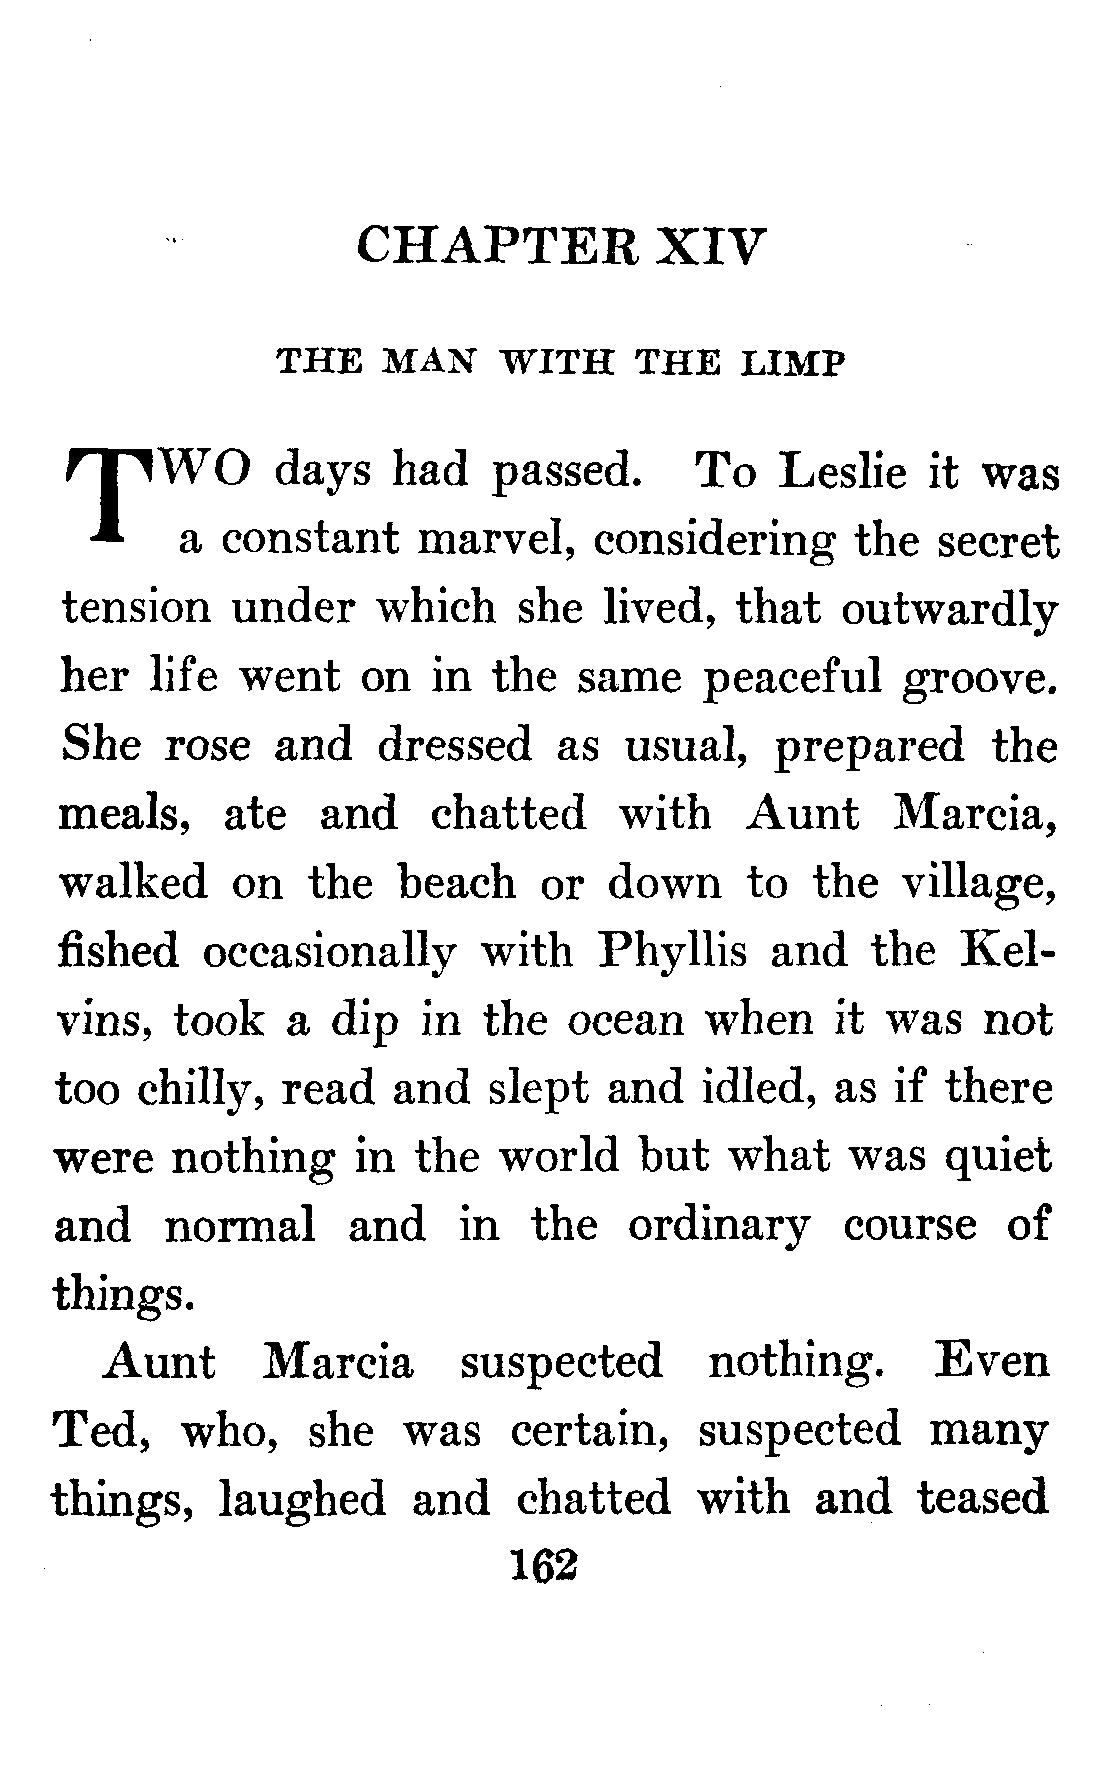 CHAPTER XIV
THE MAN WITH THE LIMP
TWO days had passed. To Leslie it was
a constant marvel, considering the secret
tension under which she lived, that outwardly
her life went on in the same peaceful groove.
She rose and dressed as usual, prepared the
meals, ate and chatted with Aunt Marcia,
walked on the beach or down to the village,
fished occasionally with Phyllis and the Kel-
vins, took a dip in the ocean when it was not
too chilly, read and slept and idled, as if there
were nothing in the world but what was quiet
and normal and in the ordinary course of
things.
Aunt Marcia suspected nothing. Even
Ted, who, she was certain, suspected many
things, laughed and chatted with and teased
162